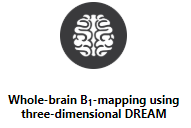 Whole-brain B₁-mapping using
three-dimensional DREAM